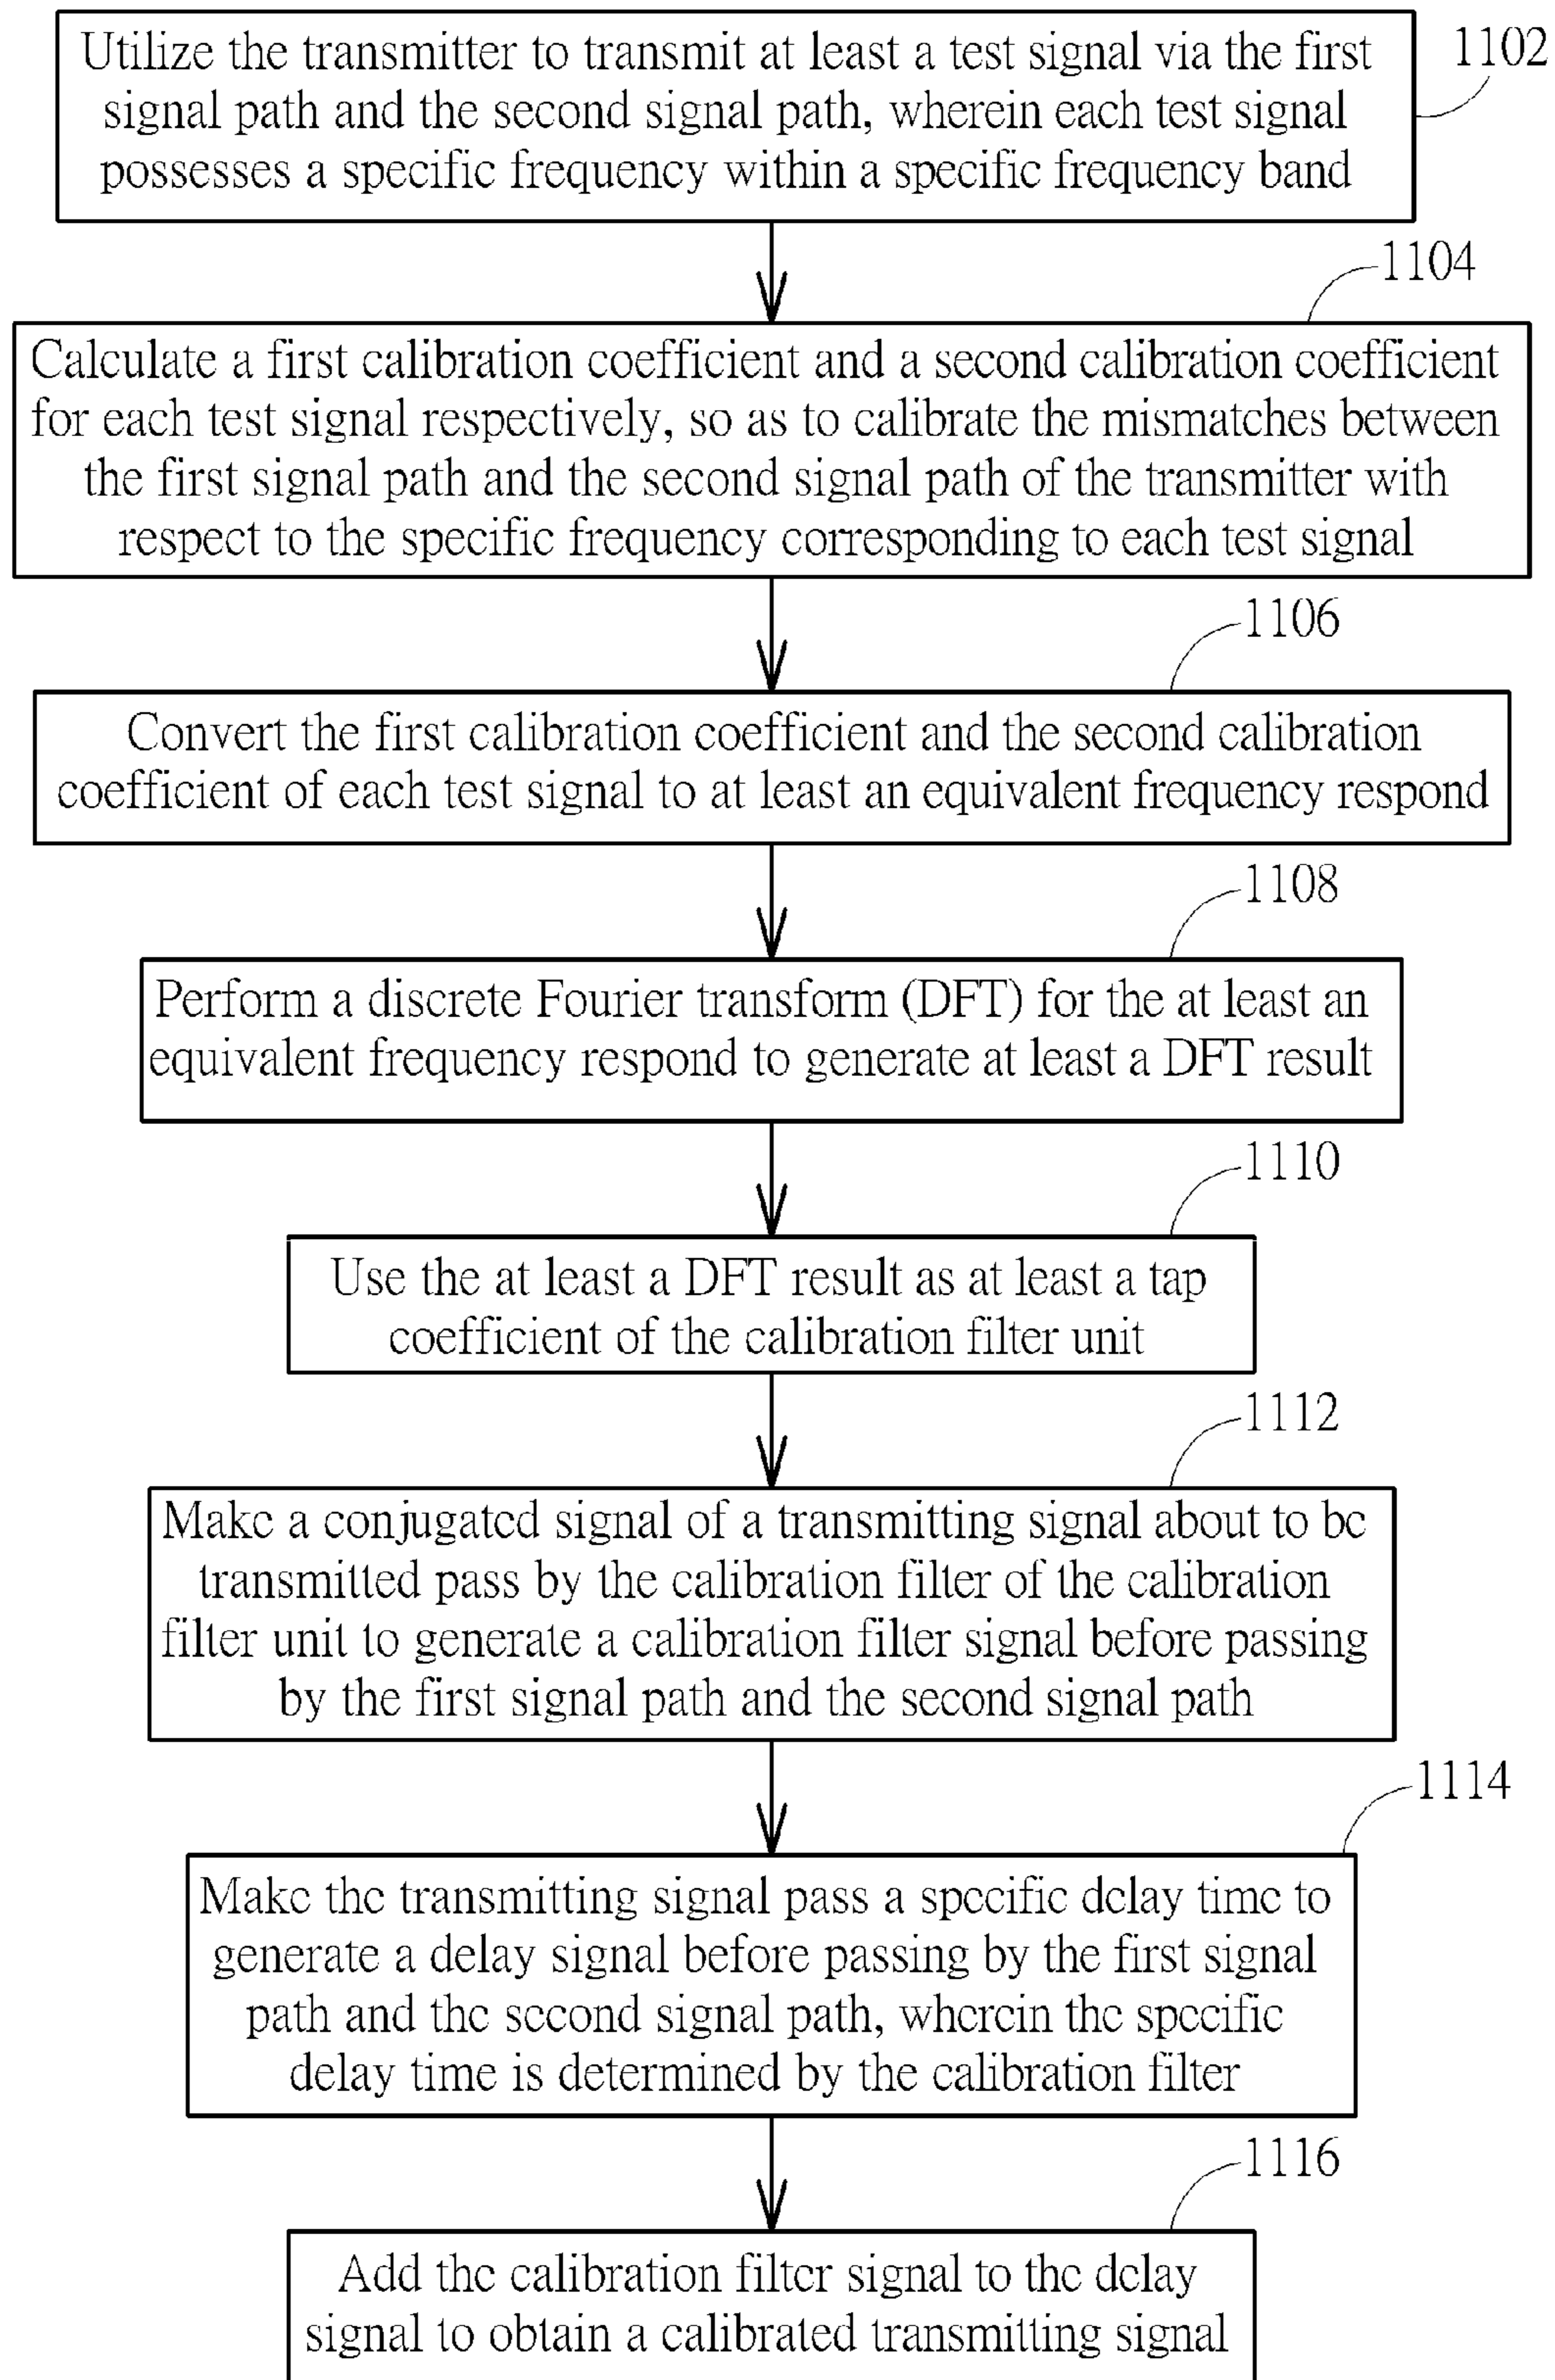 Utilize the transmitter to transmit at least a test signal via the first
signal path and the second signal path, wherein each test signal
possesses a specific frequency within a specific frequency band
1102
1104
Calculate a first calibration coefficient and a second calibration coefficient
for each test signal respectively, so as to calibrate the mismatches between
the first signal path and the second signal path of the transmitter with
respect to the specific frequency corresponding to each test signal
1106
Convert the first calibration coefficient and the second calibration
coefficient of each test signal to at least an equivalent frequency respond
1108
Perform a discrete Fourier transform (DFT) for the at least an
equivalent frequency respond to generate at least a DFT result
1110
Use the at least a DFT result as at least a tap
coefficient of the calibration filter unit
1112
Make a conjugated signal of a transmitting signal about to be
transmitted pass by the calibration filter of the calibration
filter unit to generate a calibration filter signal before passing
by the first signal path and the second signal path
1114
Make the transmitting signal pass a specific delay time to
generate a delay signal before passing by the first signal
path and the second signal path, wherein the specific
delay time is determined by the calibration filter
1116
Add the calibration filter signal to the delay
signal to obtain a calibrated transmitting signal